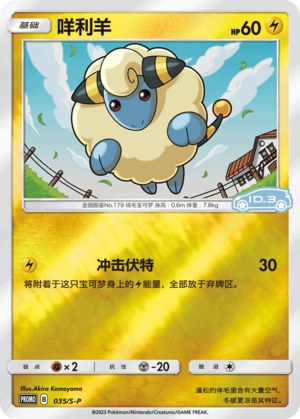 基础
咩利羊
HP60
ID.3
全国图鉴No.179 绵毛宝可梦 身高：0.6m 体重：7.8kg
冲击伏特 30
将附着于这只宝可梦身上的能量，全部放于弃牌区。
弱点 ×2 抗性 -20 撤退
Illus.Akira Komayama
PROMO B 035/S-P
蓬松的体毛里含有大量空气，
冬暖夏凉是其特征。
©2023 Pokémon/Nintendo/Creatures/GAME FREAK.